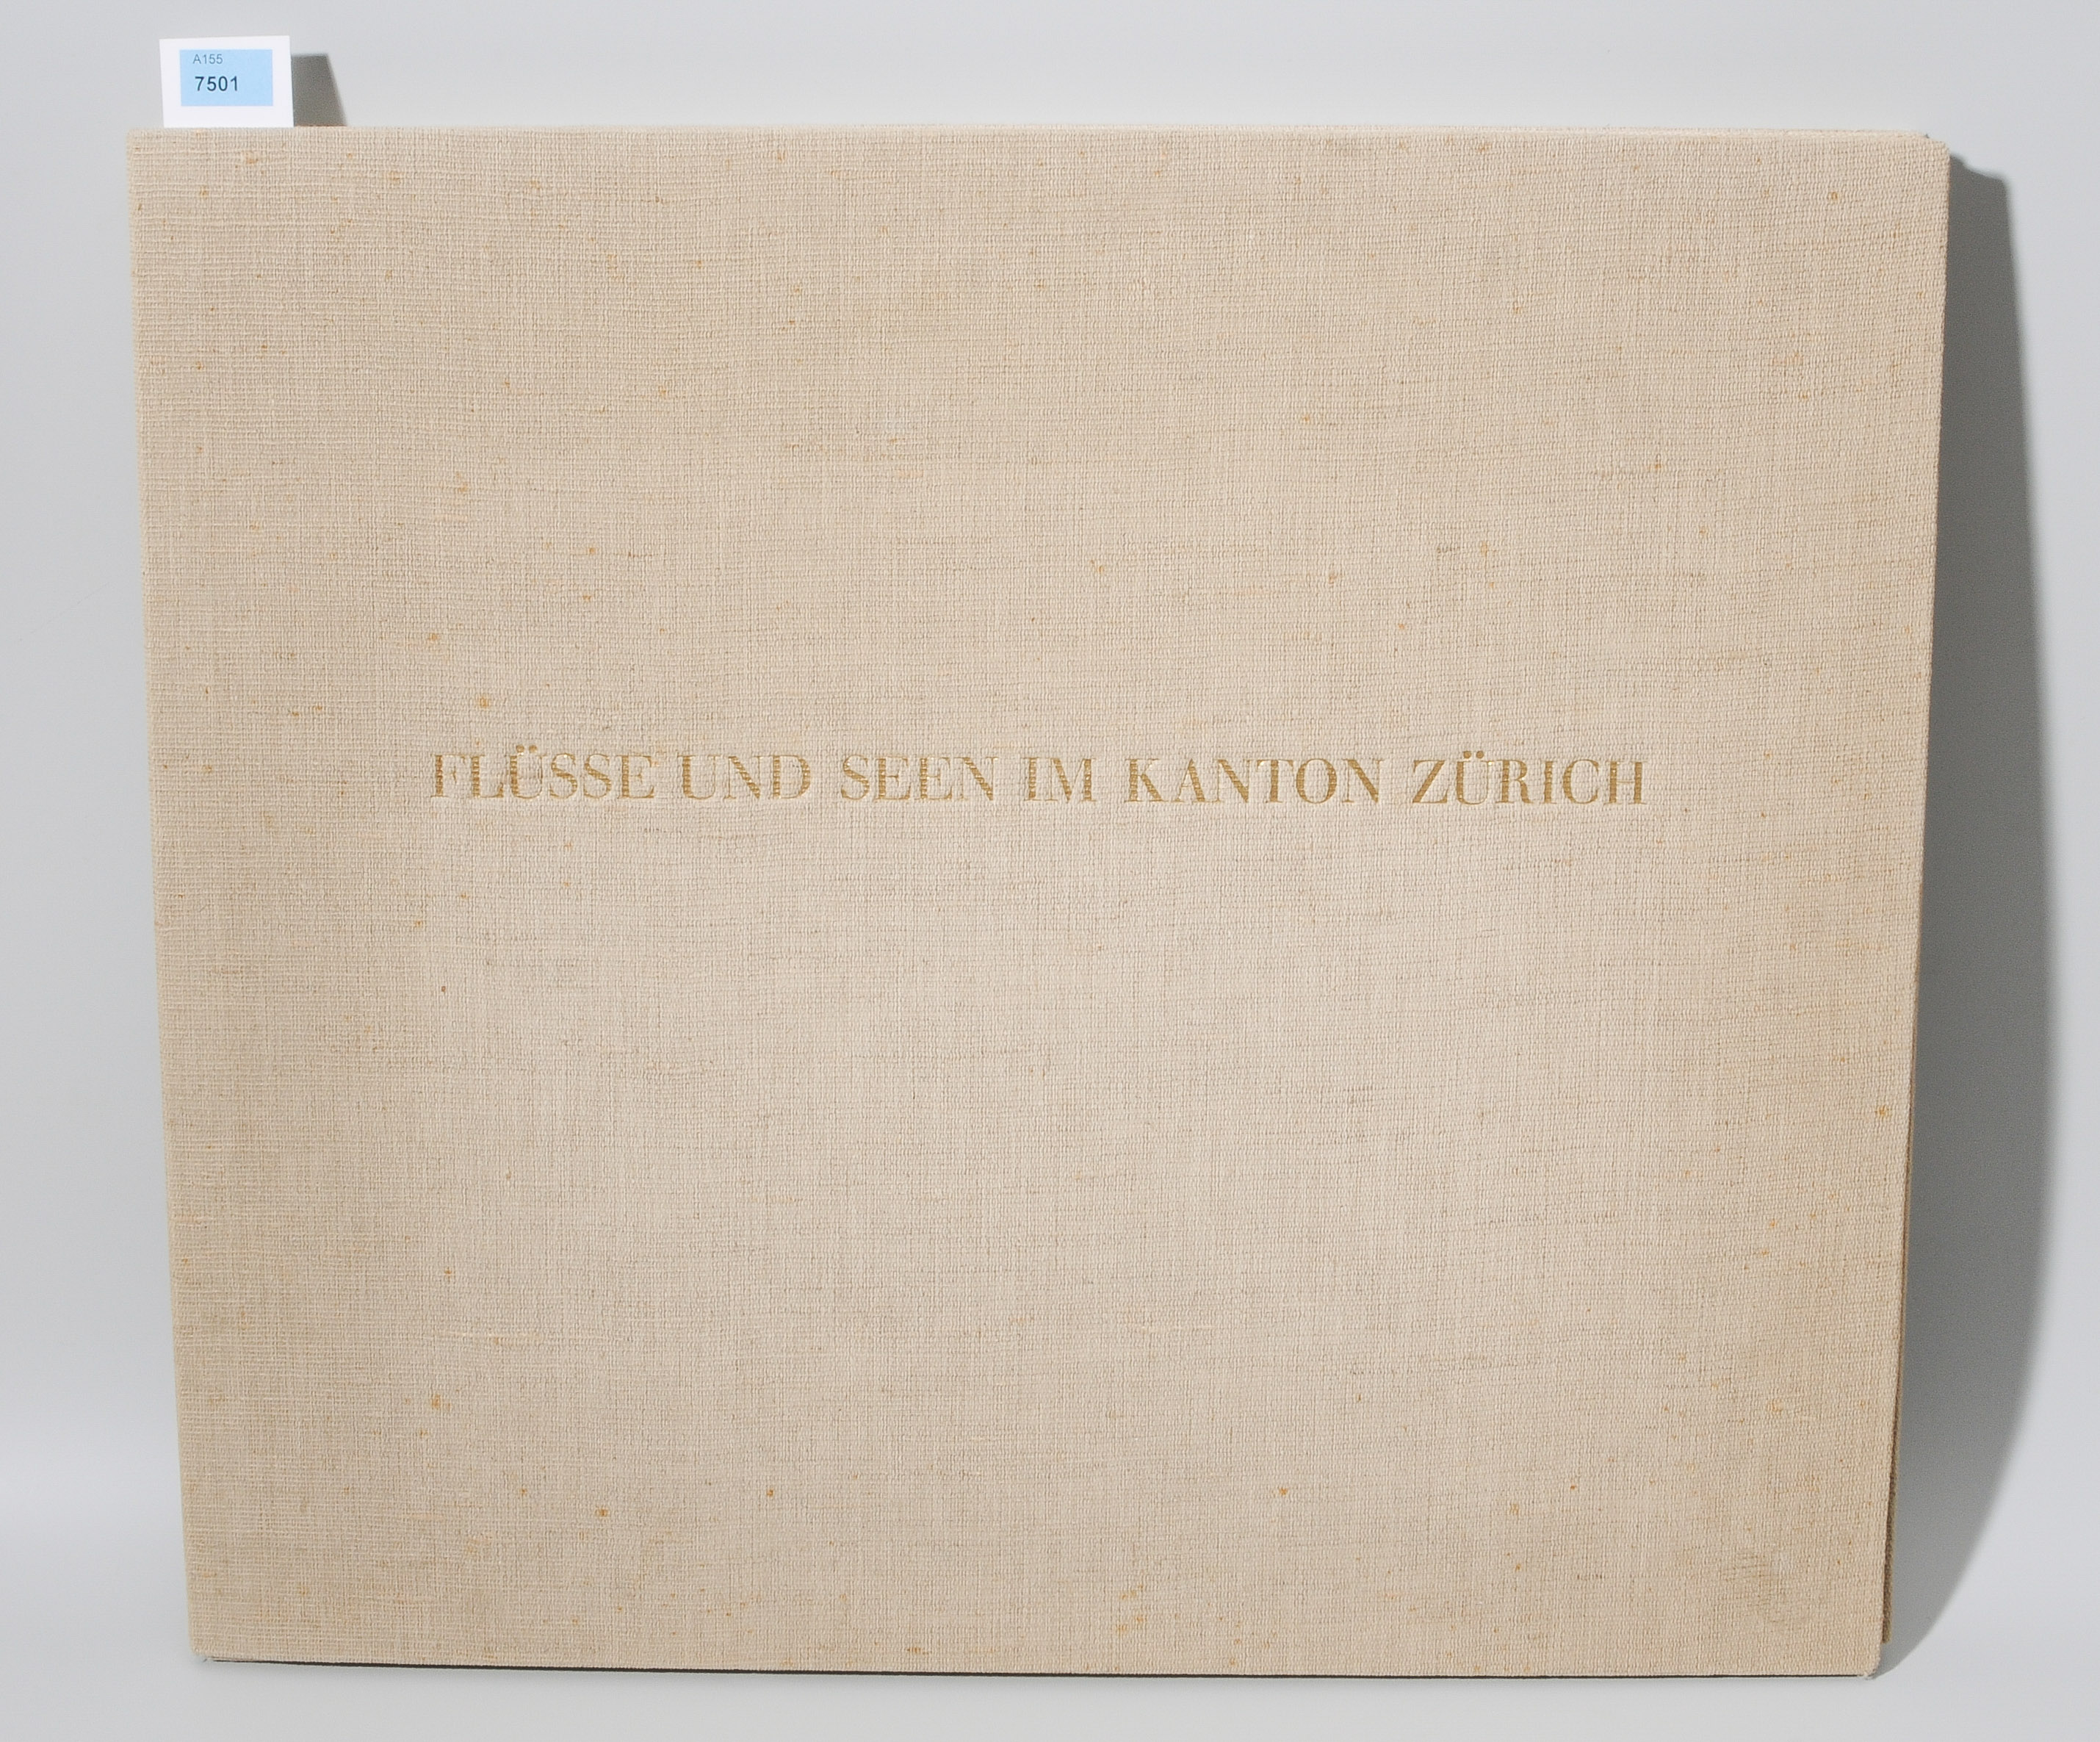 A155
7501
FLÜSSE UND SEEN IM KANTON ZÜRICH